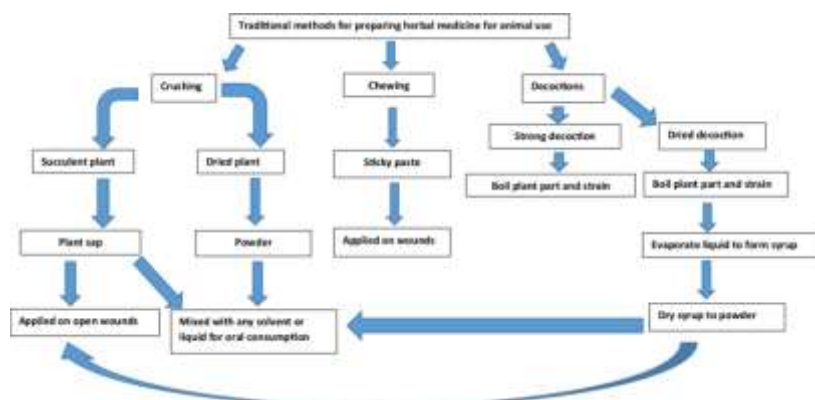 Traditional methods for preparing herbal medicine for animal use
Crushing
Chewing
Decoctions
Strong decoction
Dried decoction
Succulent plant
Dried plant
Sticky paste
Boil plant part and strain
Boil plant part and strain
Plant sap
Powder
Applied on wounds
Evaporate liquid to form syrup
Applied on open wounds
Mixed with any solvent or
liquid for oral consumption
Dry syrup to powder